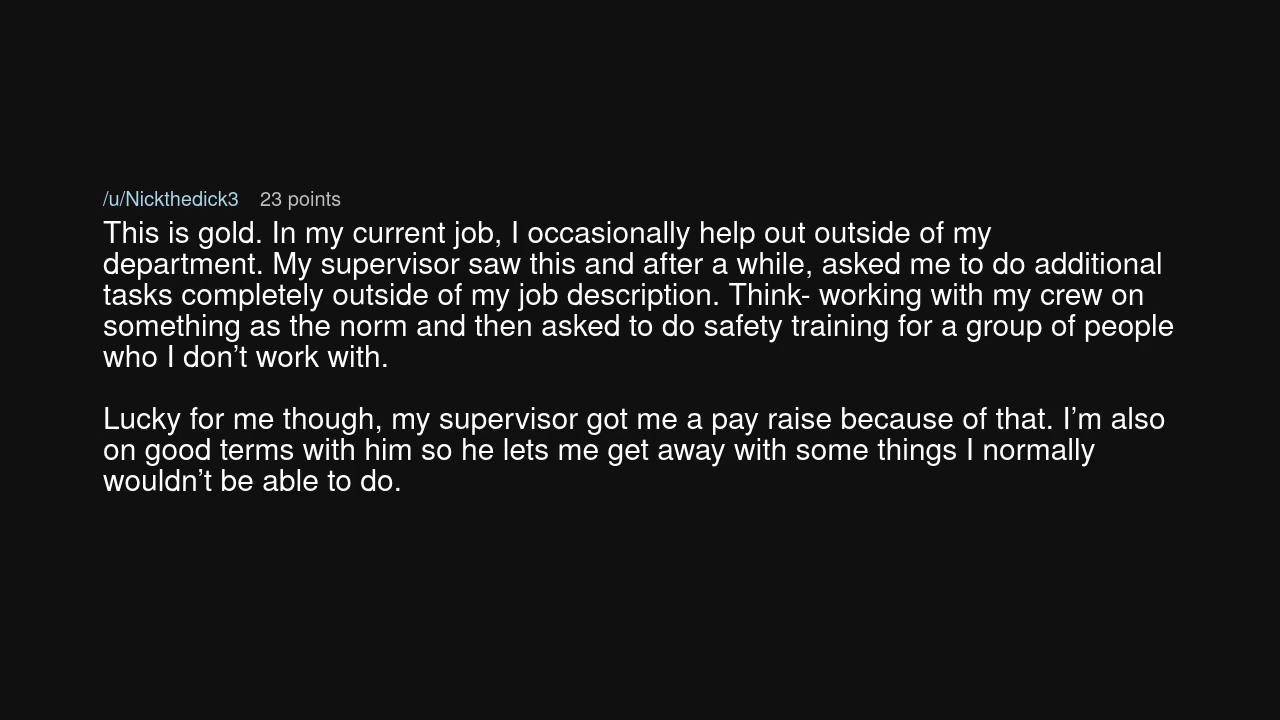 /u/Nickthedick3 23 points
This is gold. In my current job, I occasionally help out outside of my
department. My supervisor saw this and after a while, asked me to do additional
tasks completely outside of my job description. Think- working with my crew on
something as the norm and then asked to do safety training for a group of people
who I don’t work with.
Lucky for me though, my supervisor got me a pay raise because of that. I’m also
on good terms with him so he lets me get away with some things I normally
wouldn’t be able to do.